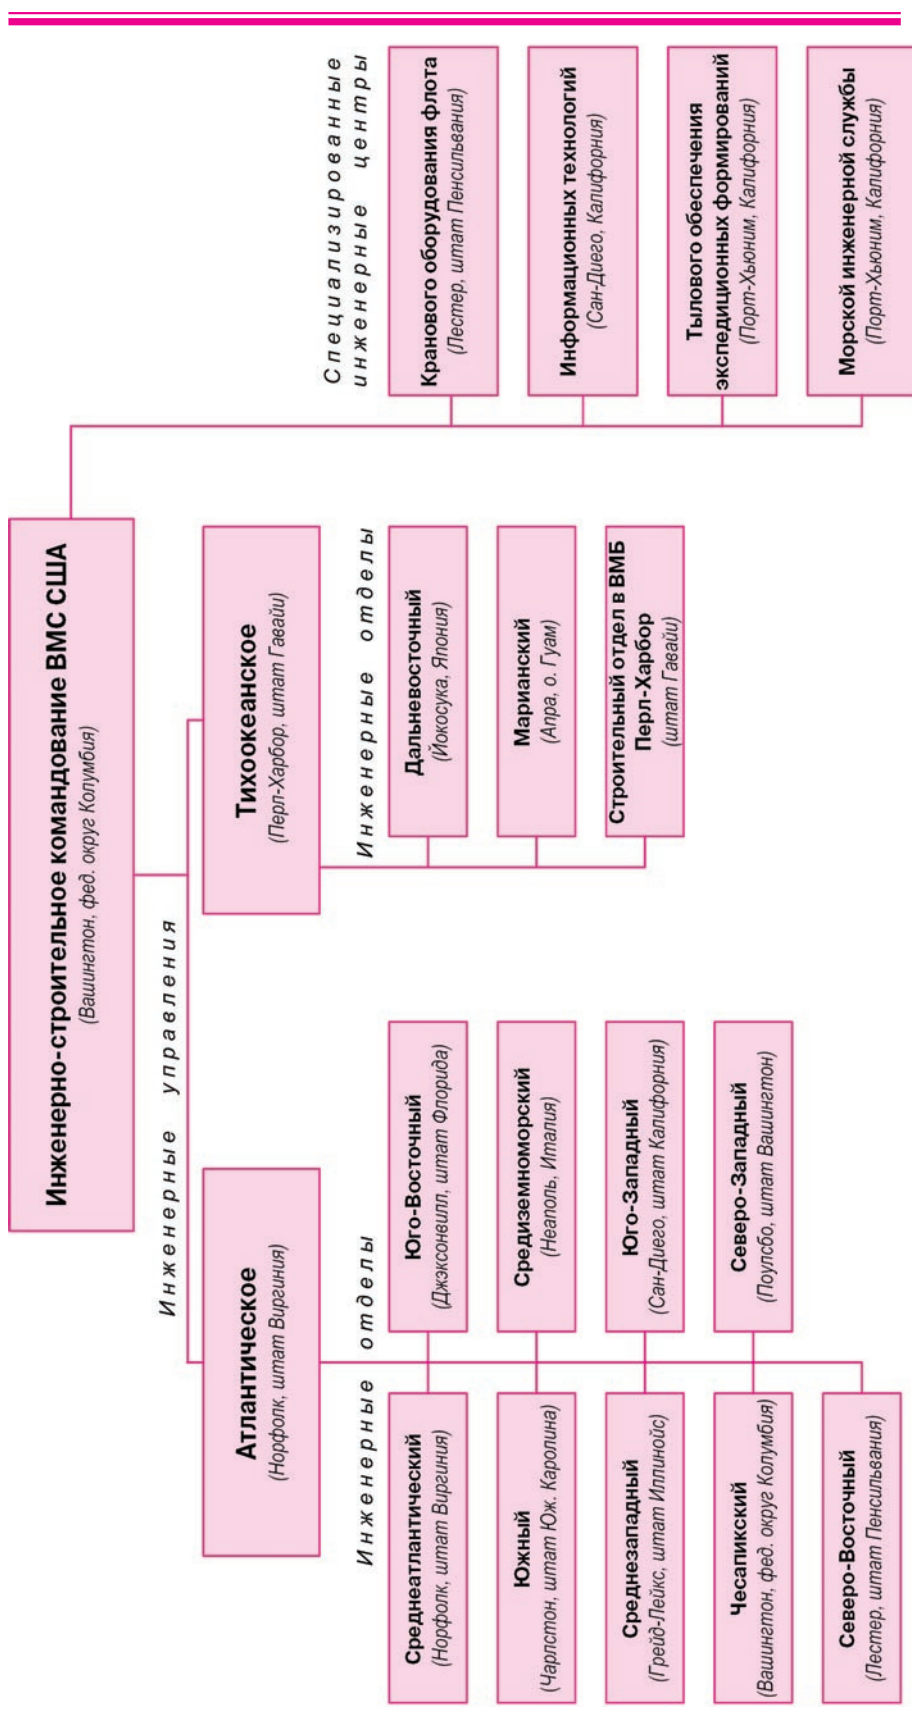 Инженерно-строительное командование ВМС США
(Вашингтон, фед. округ Колумбия)
Инженерные управления
Атлантическое
(Норфолк, штат Виргиния)
Инженерные отделы
Среднеатлантический
(Норфолк, штат Виргиния)
Южный
(Чарлстон, штат Юж. Каролина)
Среднезападный
(Грейд-Лейкс, штат Иллинойс)
Чесапикский
(Вашингтон, фед. округ Колумбия)
Северо-Восточный
(Лестер, штат Пенсильвания)
Юго-Восточный
(Джэксонвилл, штат Флорида)
Средиземноморский
(Неаполь, Италия)
Юго-Западный
(Сан-Диего, штат Калифорния)
Северо-Западный
(Поулсбо, штат Вашингтон)
Тихоокеанское
(Перл-Харбор, штат Гавайи)
Инженерные отделы
Дальневосточный
(Йокосука, Япония)
Марианский
(Апра, о. Гуам)
Строительный отдел в ВМБ
Перл-Харбор
(штат Гавайи)
Специализированные
инженерные центры
Кранового оборудования флота
(Лестер, штат Пенсильвания)
Информационных технологий
(Сан-Диего, Калифорния)
Тылового обеспечения
экспедиционных формирований
(Порт-Хьюним, Калифорния)
Морской инженерной службы
(Порт-Хьюним, Калифорния)